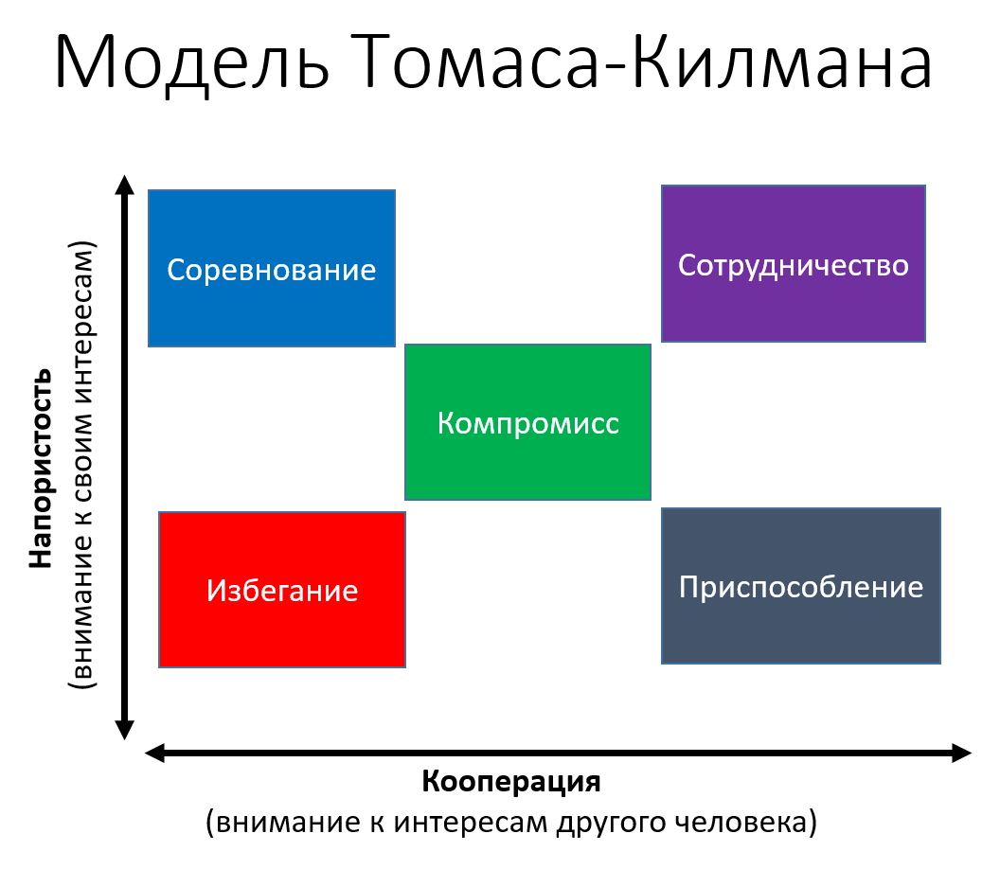 Модель Томаса-Килмана
Соревнование
Сотрудничество
Компромисс
Избегание
Приспособление
Напористость
(внимание к своим интересам)
Кооперация
(внимание к интересам другого человека)